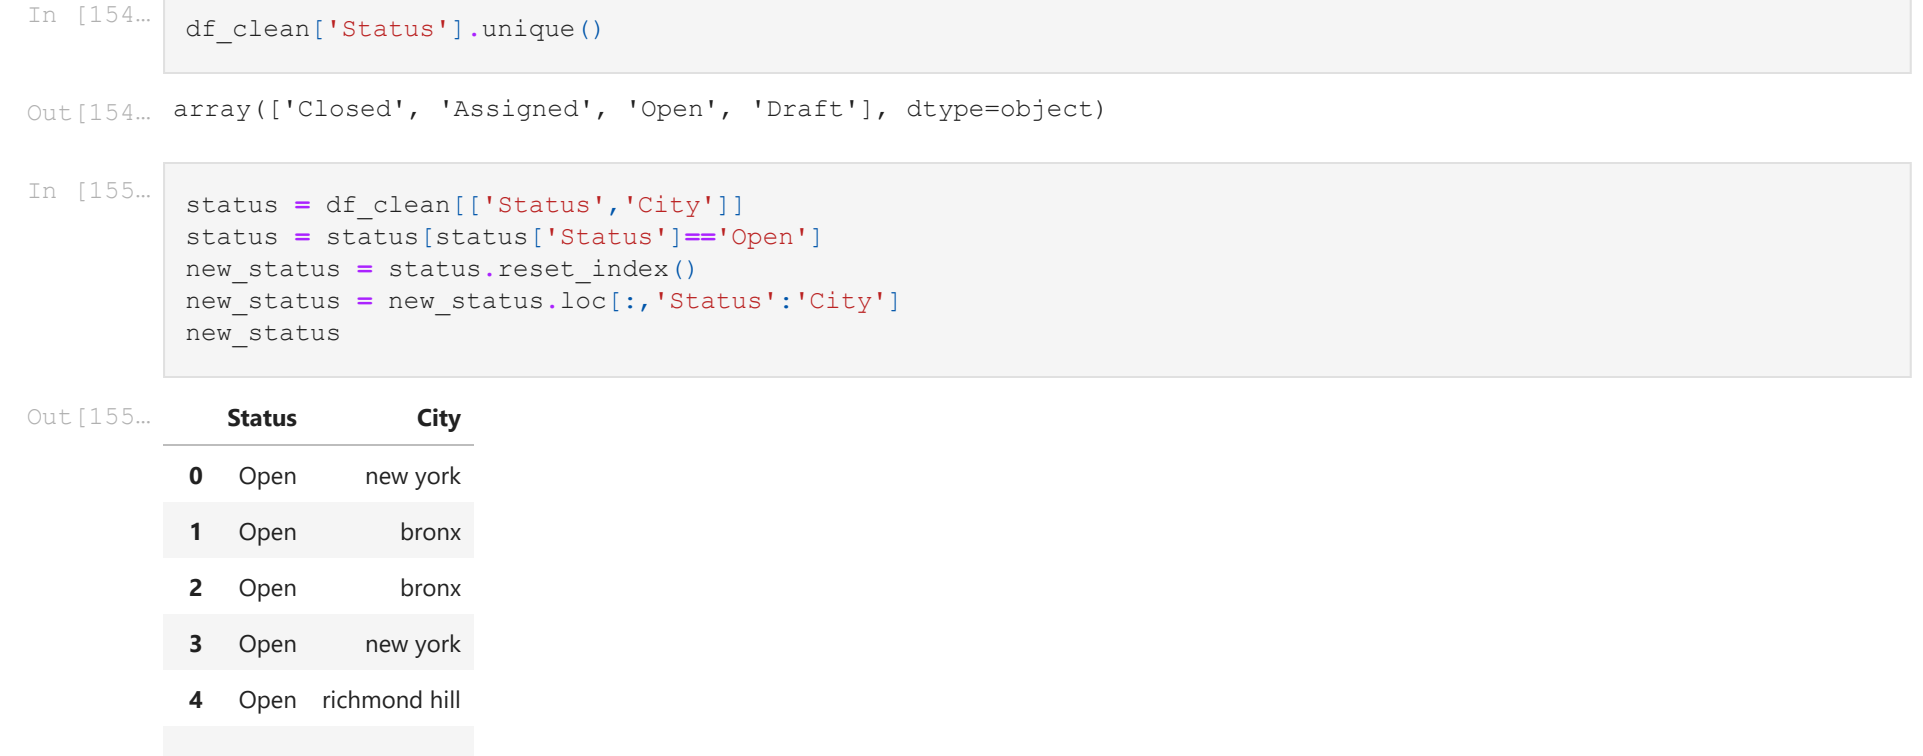 In [154…
df_clean['Status'].unique()
Out[154… array(['Closed', 'Assigned', 'Open', 'Draft'], dtype=object)
In [155…
status = df_clean[['Status','City']]
status = status[status['Status']=='Open']
new_status = status.reset_index()
new_status = new_status.loc[:,'Status':'City']
new_status
Out[155…
Status City
0 Open new york
1 Open bronx
2 Open bronx
3 Open new york
4 Open richmond hill